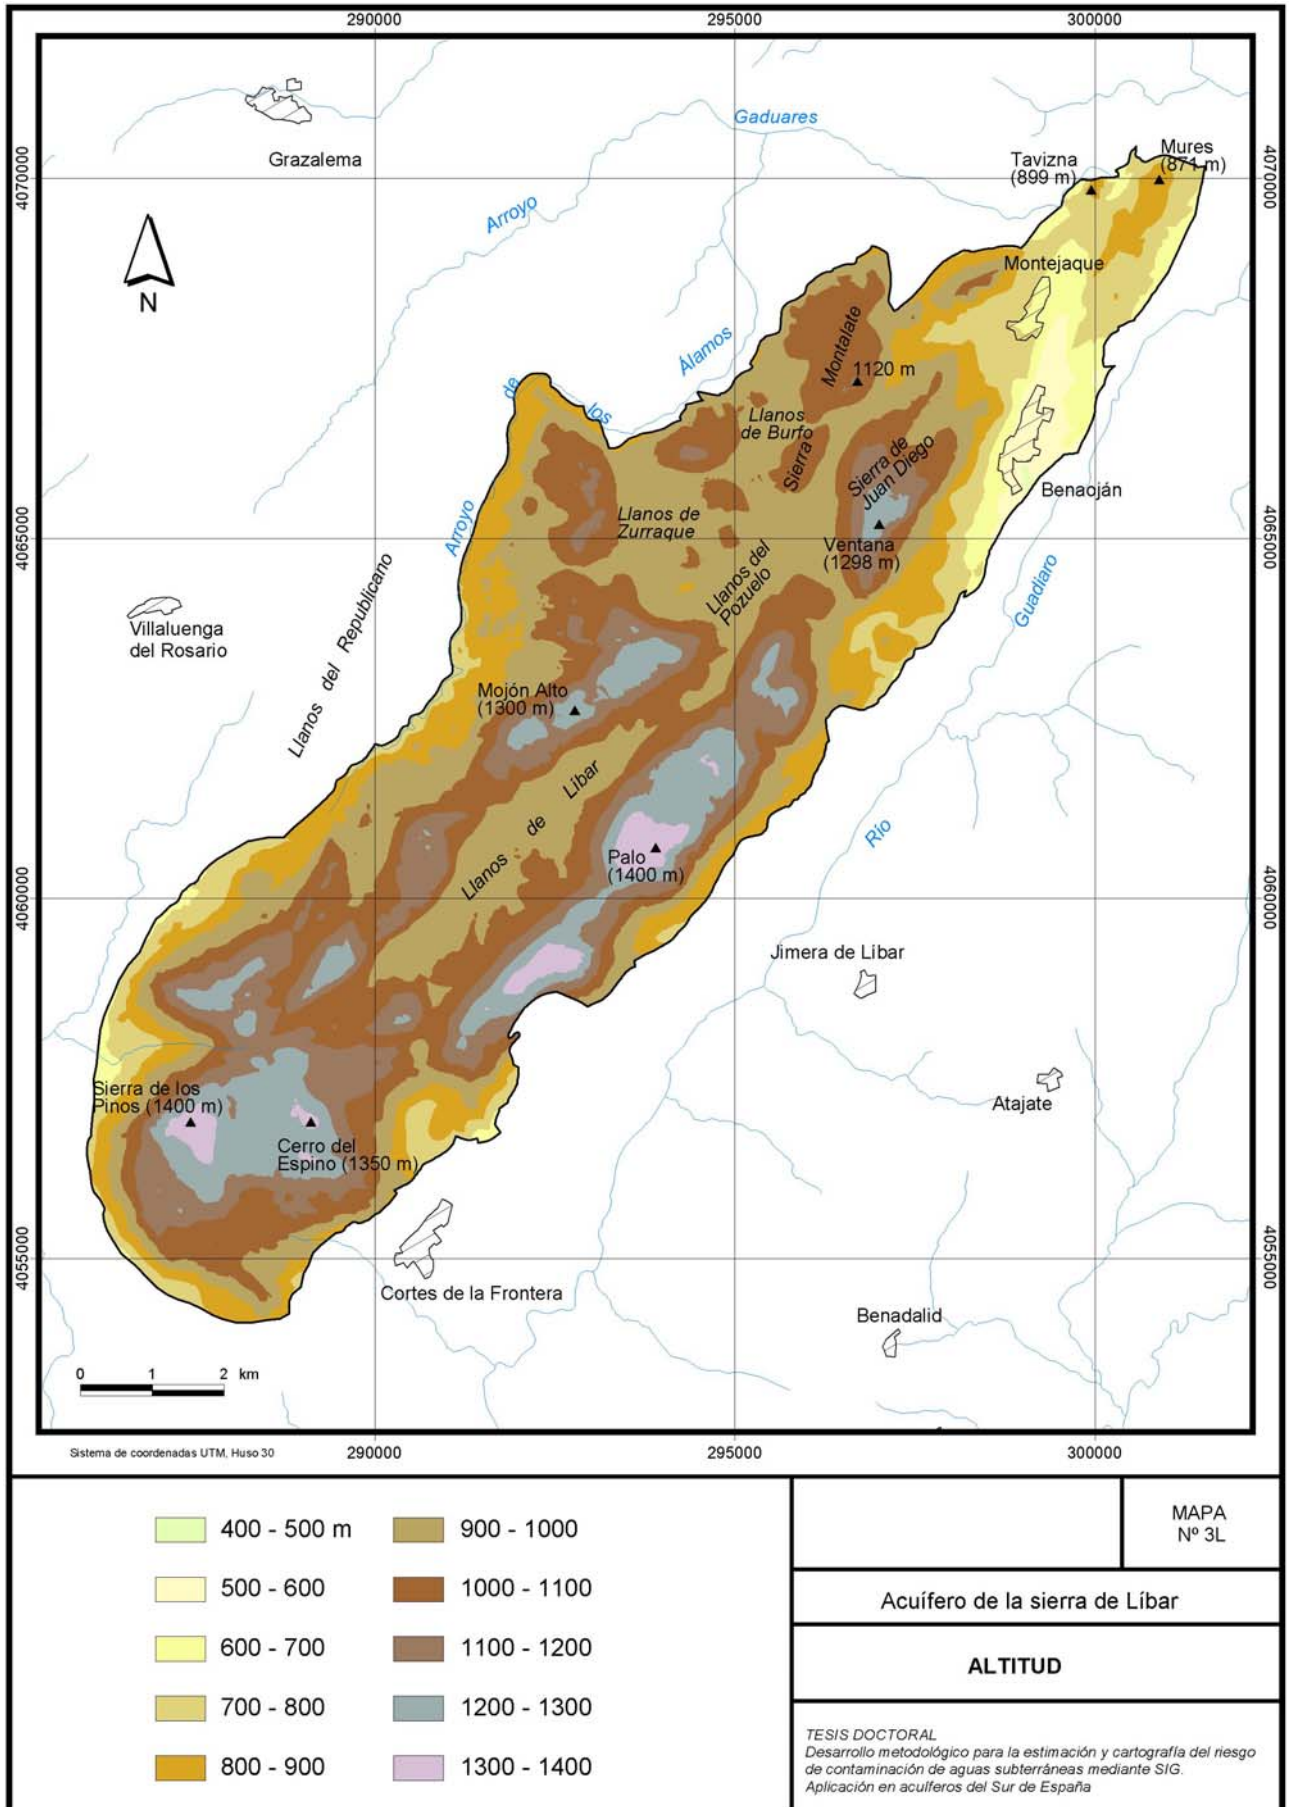 290000
295000
300000
4070000
4065000
4060000
4055000
4070000
4065000
4060000
4055000
Grazalema
Gaduares
Arroyo
Tavizna
(899 m)
Mures
(871 m)
Montejaque
N
Álamos
Montalate
1120 m
de
los
Llanos
de Burfo
Sierra
Sierra de
Juan Diego
Benaoján
Arroyo
Llanos de
Zurraque
Ventana
(1298 m)
Llanos del
Pozuelo
Guadiaro
Villaluenga
del Rosario
Llanos del Republicano
Mojón Alto
(1300 m)
Llanos de Líbar
Río
Palo
(1400 m)
Jimera de Líbar
Sierra de los
Pinos (1400 m)
Cerro del
Espino (1350 m)
Atajate
Cortes de la Frontera
Benadalid
0 1 2 km
Sistema de coordenadas UTM, Huso 30
290000
295000
300000
400 - 500 m
500 - 600
600 - 700
700 - 800
800 - 900
900 - 1000
1000 - 1100
1100 - 1200
1200 - 1300
1300 - 1400
MAPA
Nº 3L
Acuífero de la sierra de Líbar
ALTITUD
TESIS DOCTORAL
Desarrollo metodológico para la estimación y cartografía del riesgo
de contaminación de aguas subterráneas mediante SIG.
Aplicación en acuíferos del Sur de España